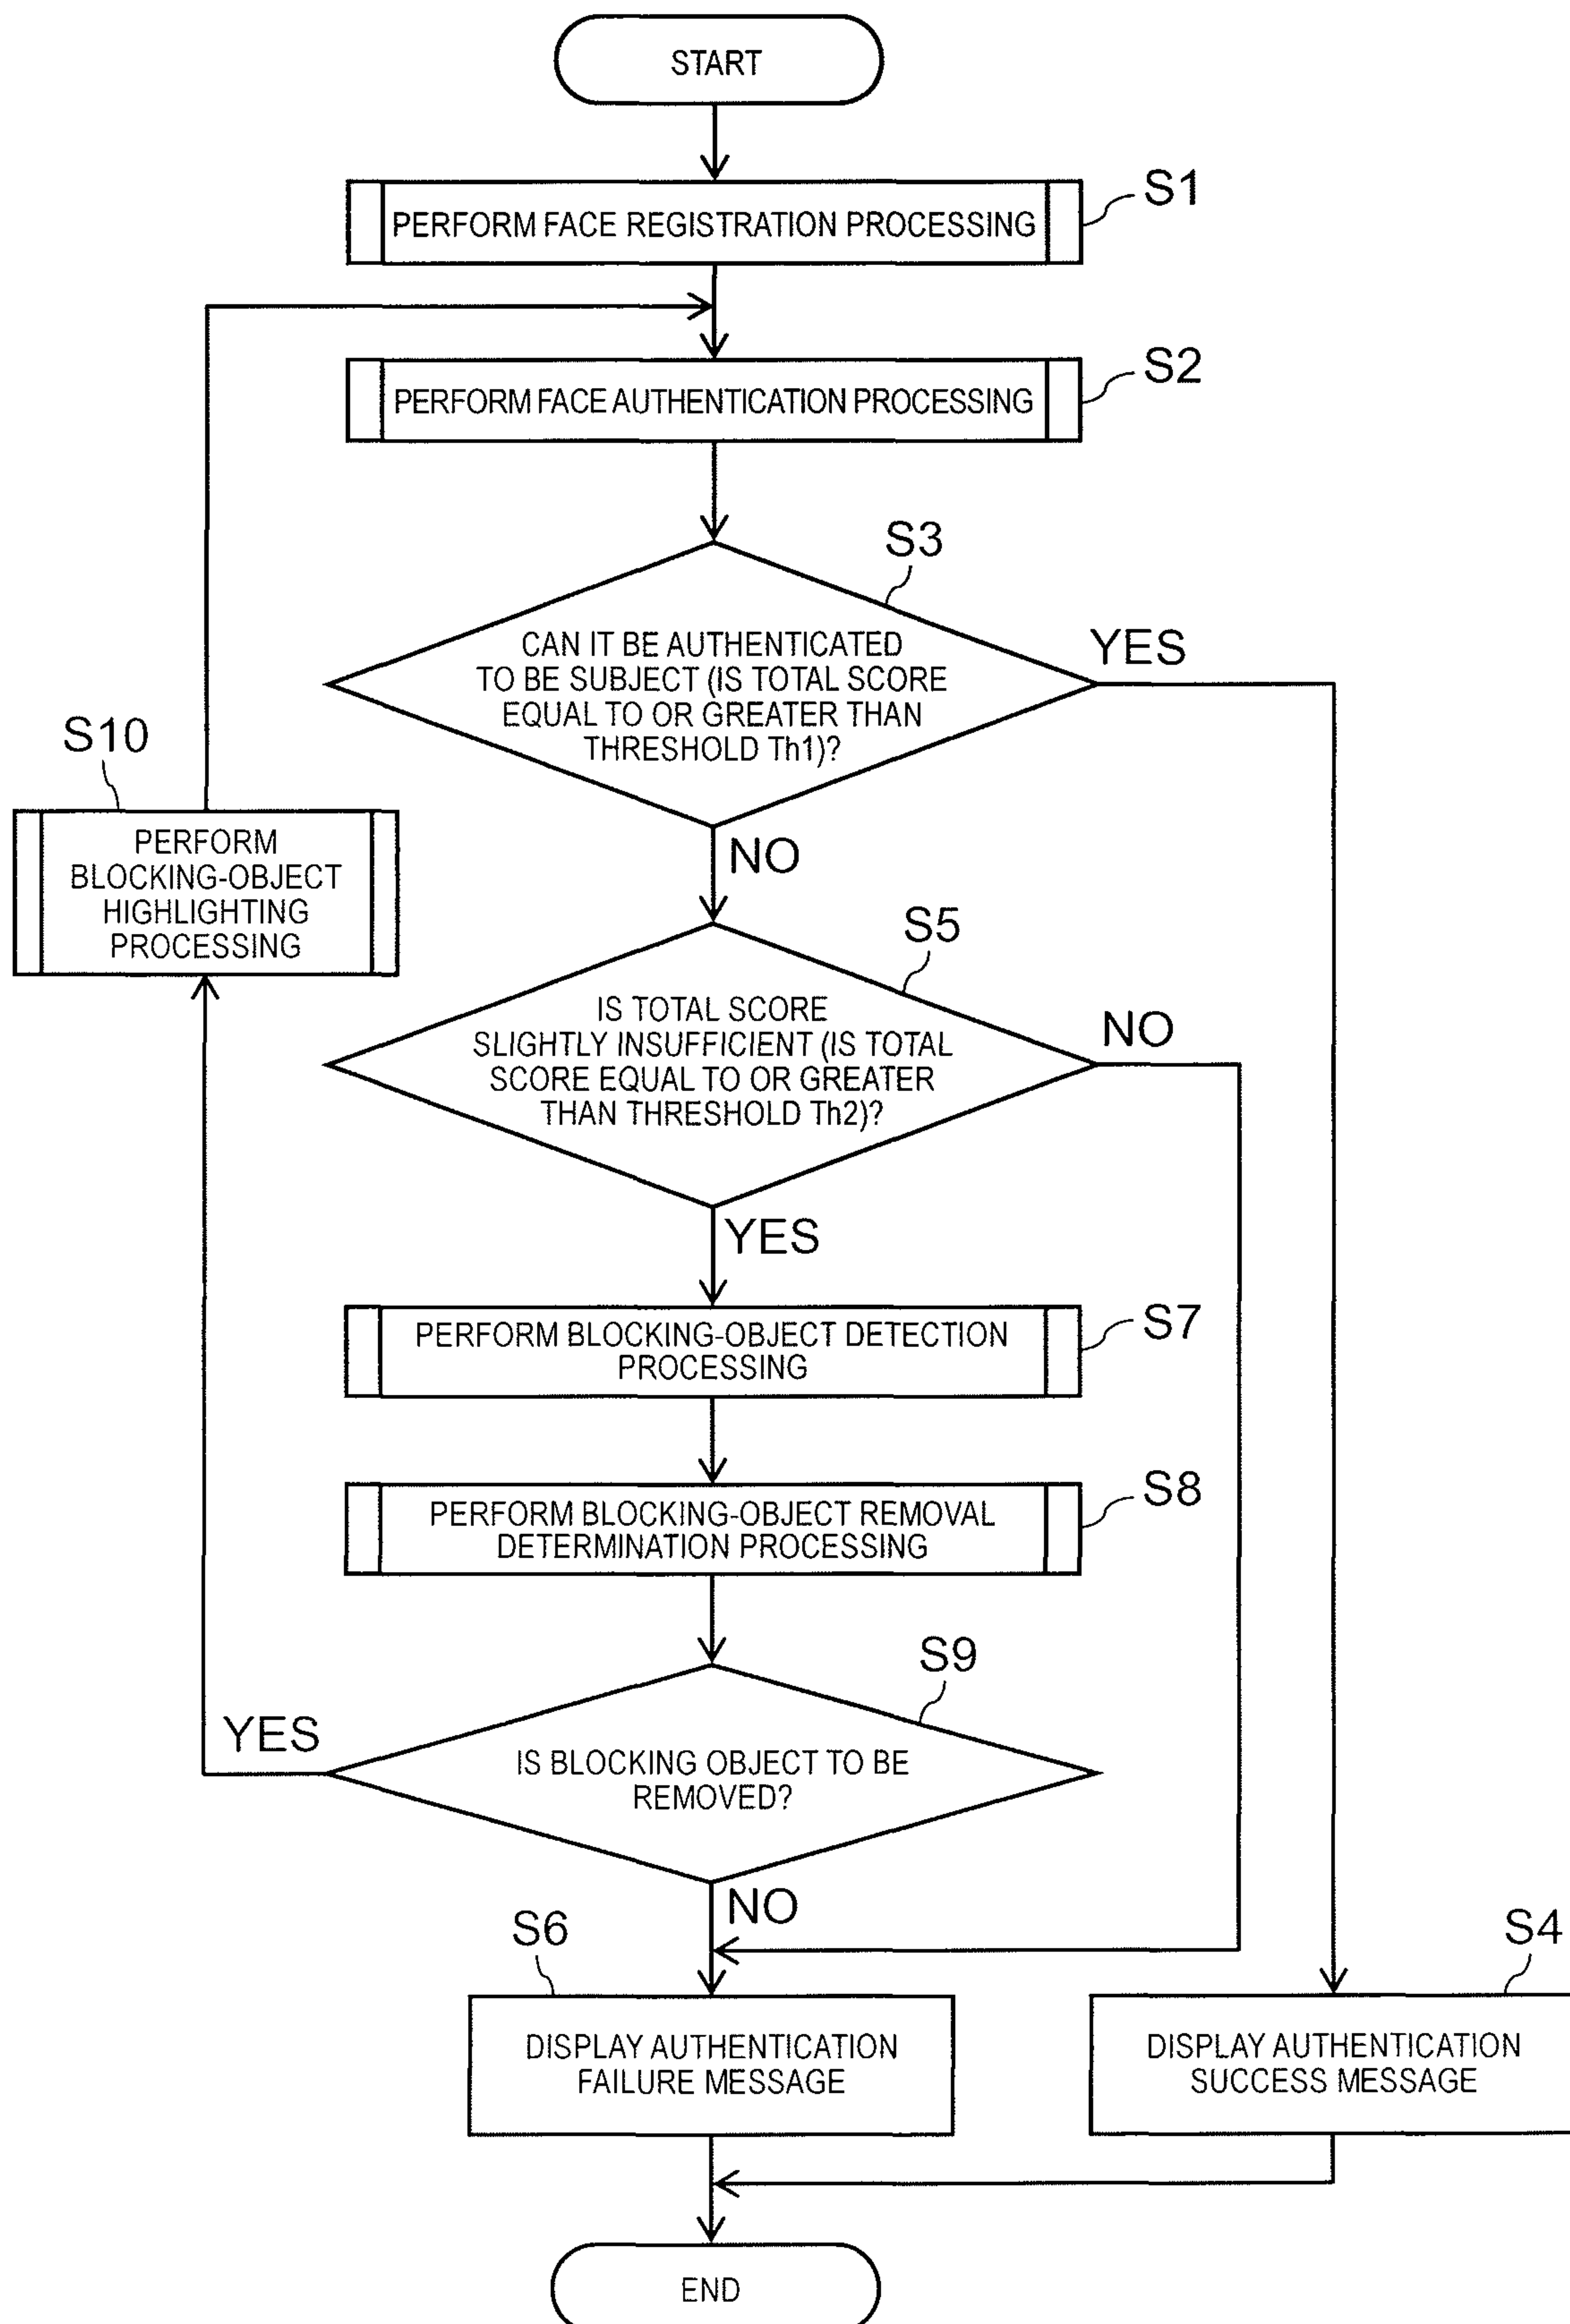 START
S1
PERFORM FACE REGISTRATION PROCESSING
S2
PERFORM FACE AUTHENTICATION PROCESSING
S3
CAN IT BE AUTHENTICATED
TO BE SUBJECT (IS TOTAL SCORE
EQUAL TO OR GREATER THAN
THRESHOLD Th1)?
YES
NO
S10
PERFORM
BLOCKING-OBJECT
HIGHLIGHTING
PROCESSING
S5
IS TOTAL SCORE
SLIGHTLY INSUFFICIENT (IS TOTAL
SCORE EQUAL TO OR GREATER
THAN THRESHOLD Th2)?
NO
YES
S7
PERFORM BLOCKING-OBJECT DETECTION
PROCESSING
S8
PERFORM BLOCKING-OBJECT REMOVAL
DETERMINATION PROCESSING
S9
YES
IS BLOCKING OBJECT TO BE
REMOVED?
NO
S6
DISPLAY AUTHENTICATION
FAILURE MESSAGE
S4
DISPLAY AUTHENTICATION
SUCCESS MESSAGE
END